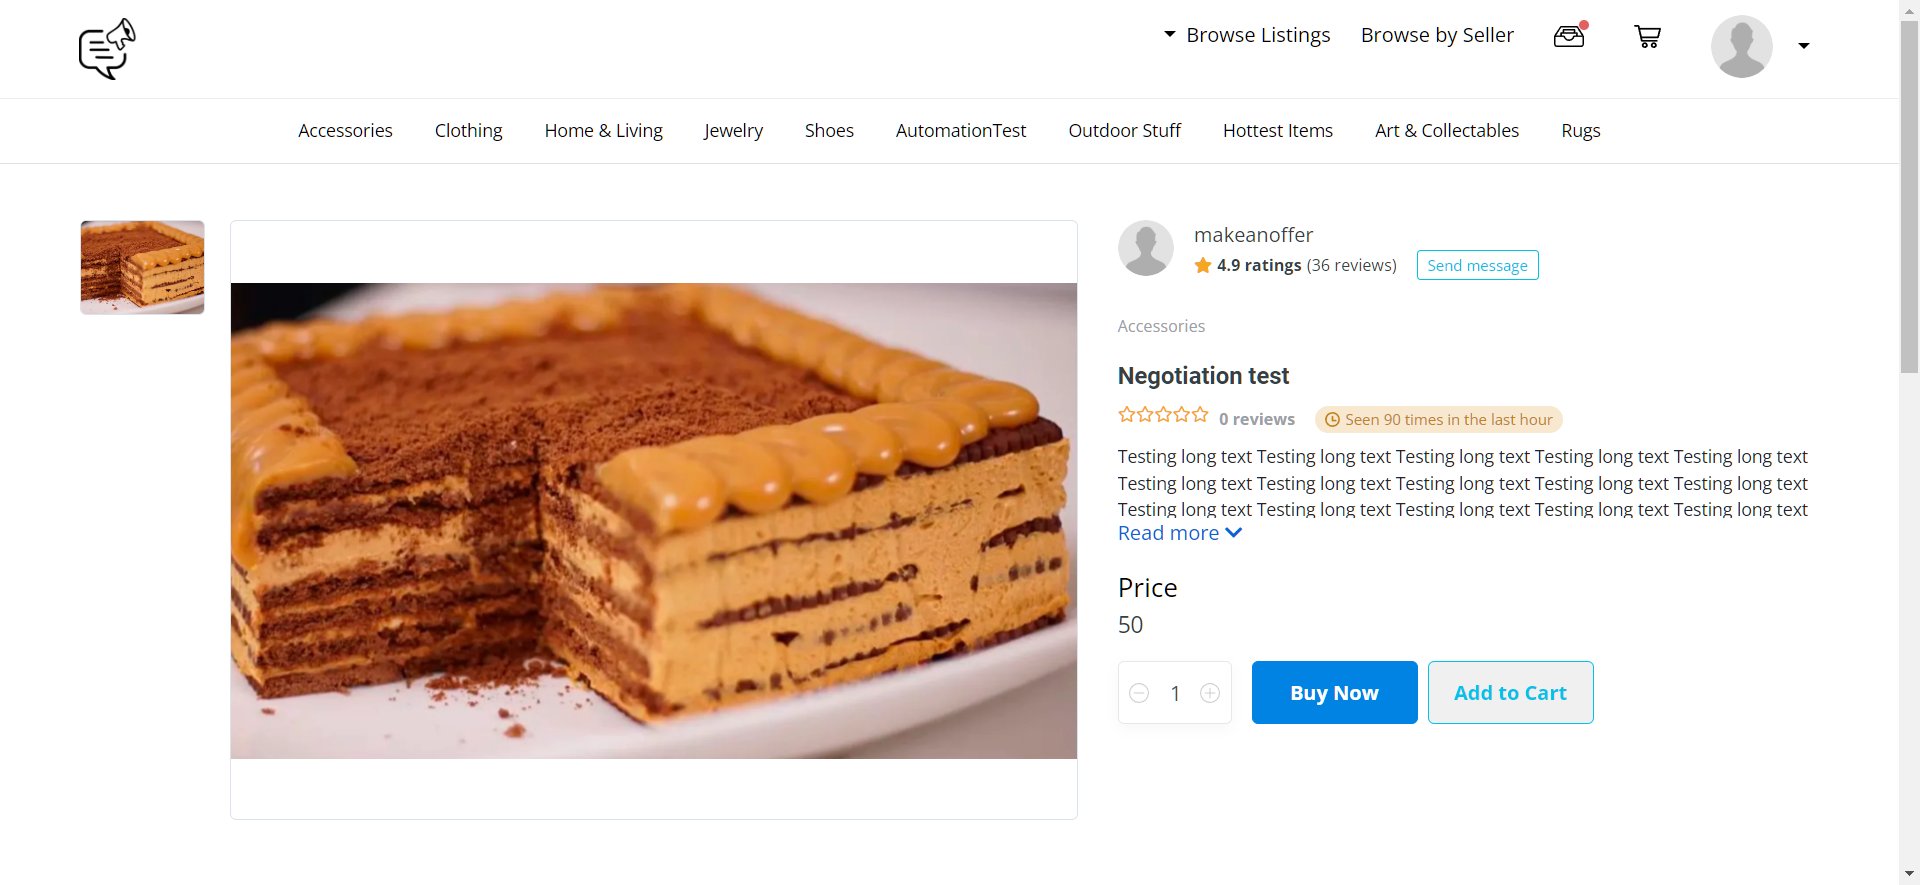 Browse Listings
Browse by Seller
Accessories
Clothing
Home & Living
Jewelry
Shoes
AutomationTest
Outdoor Stuff
Hottest Items
Art & Collectables
Rugs
makeanoffer
4.9 ratings (36 reviews)
Send message
Accessories
Negotiation test
0 reviews
Seen 90 times in the last hour
Testing long text Testing long text Testing long text Testing long text Testing long text
Testing long text Testing long text Testing long text Testing long text Testing long text
Testing long text Testing long text Testing long text Testing long text Testing long text
Read more
Price
50
1
Buy Now
Add to Cart